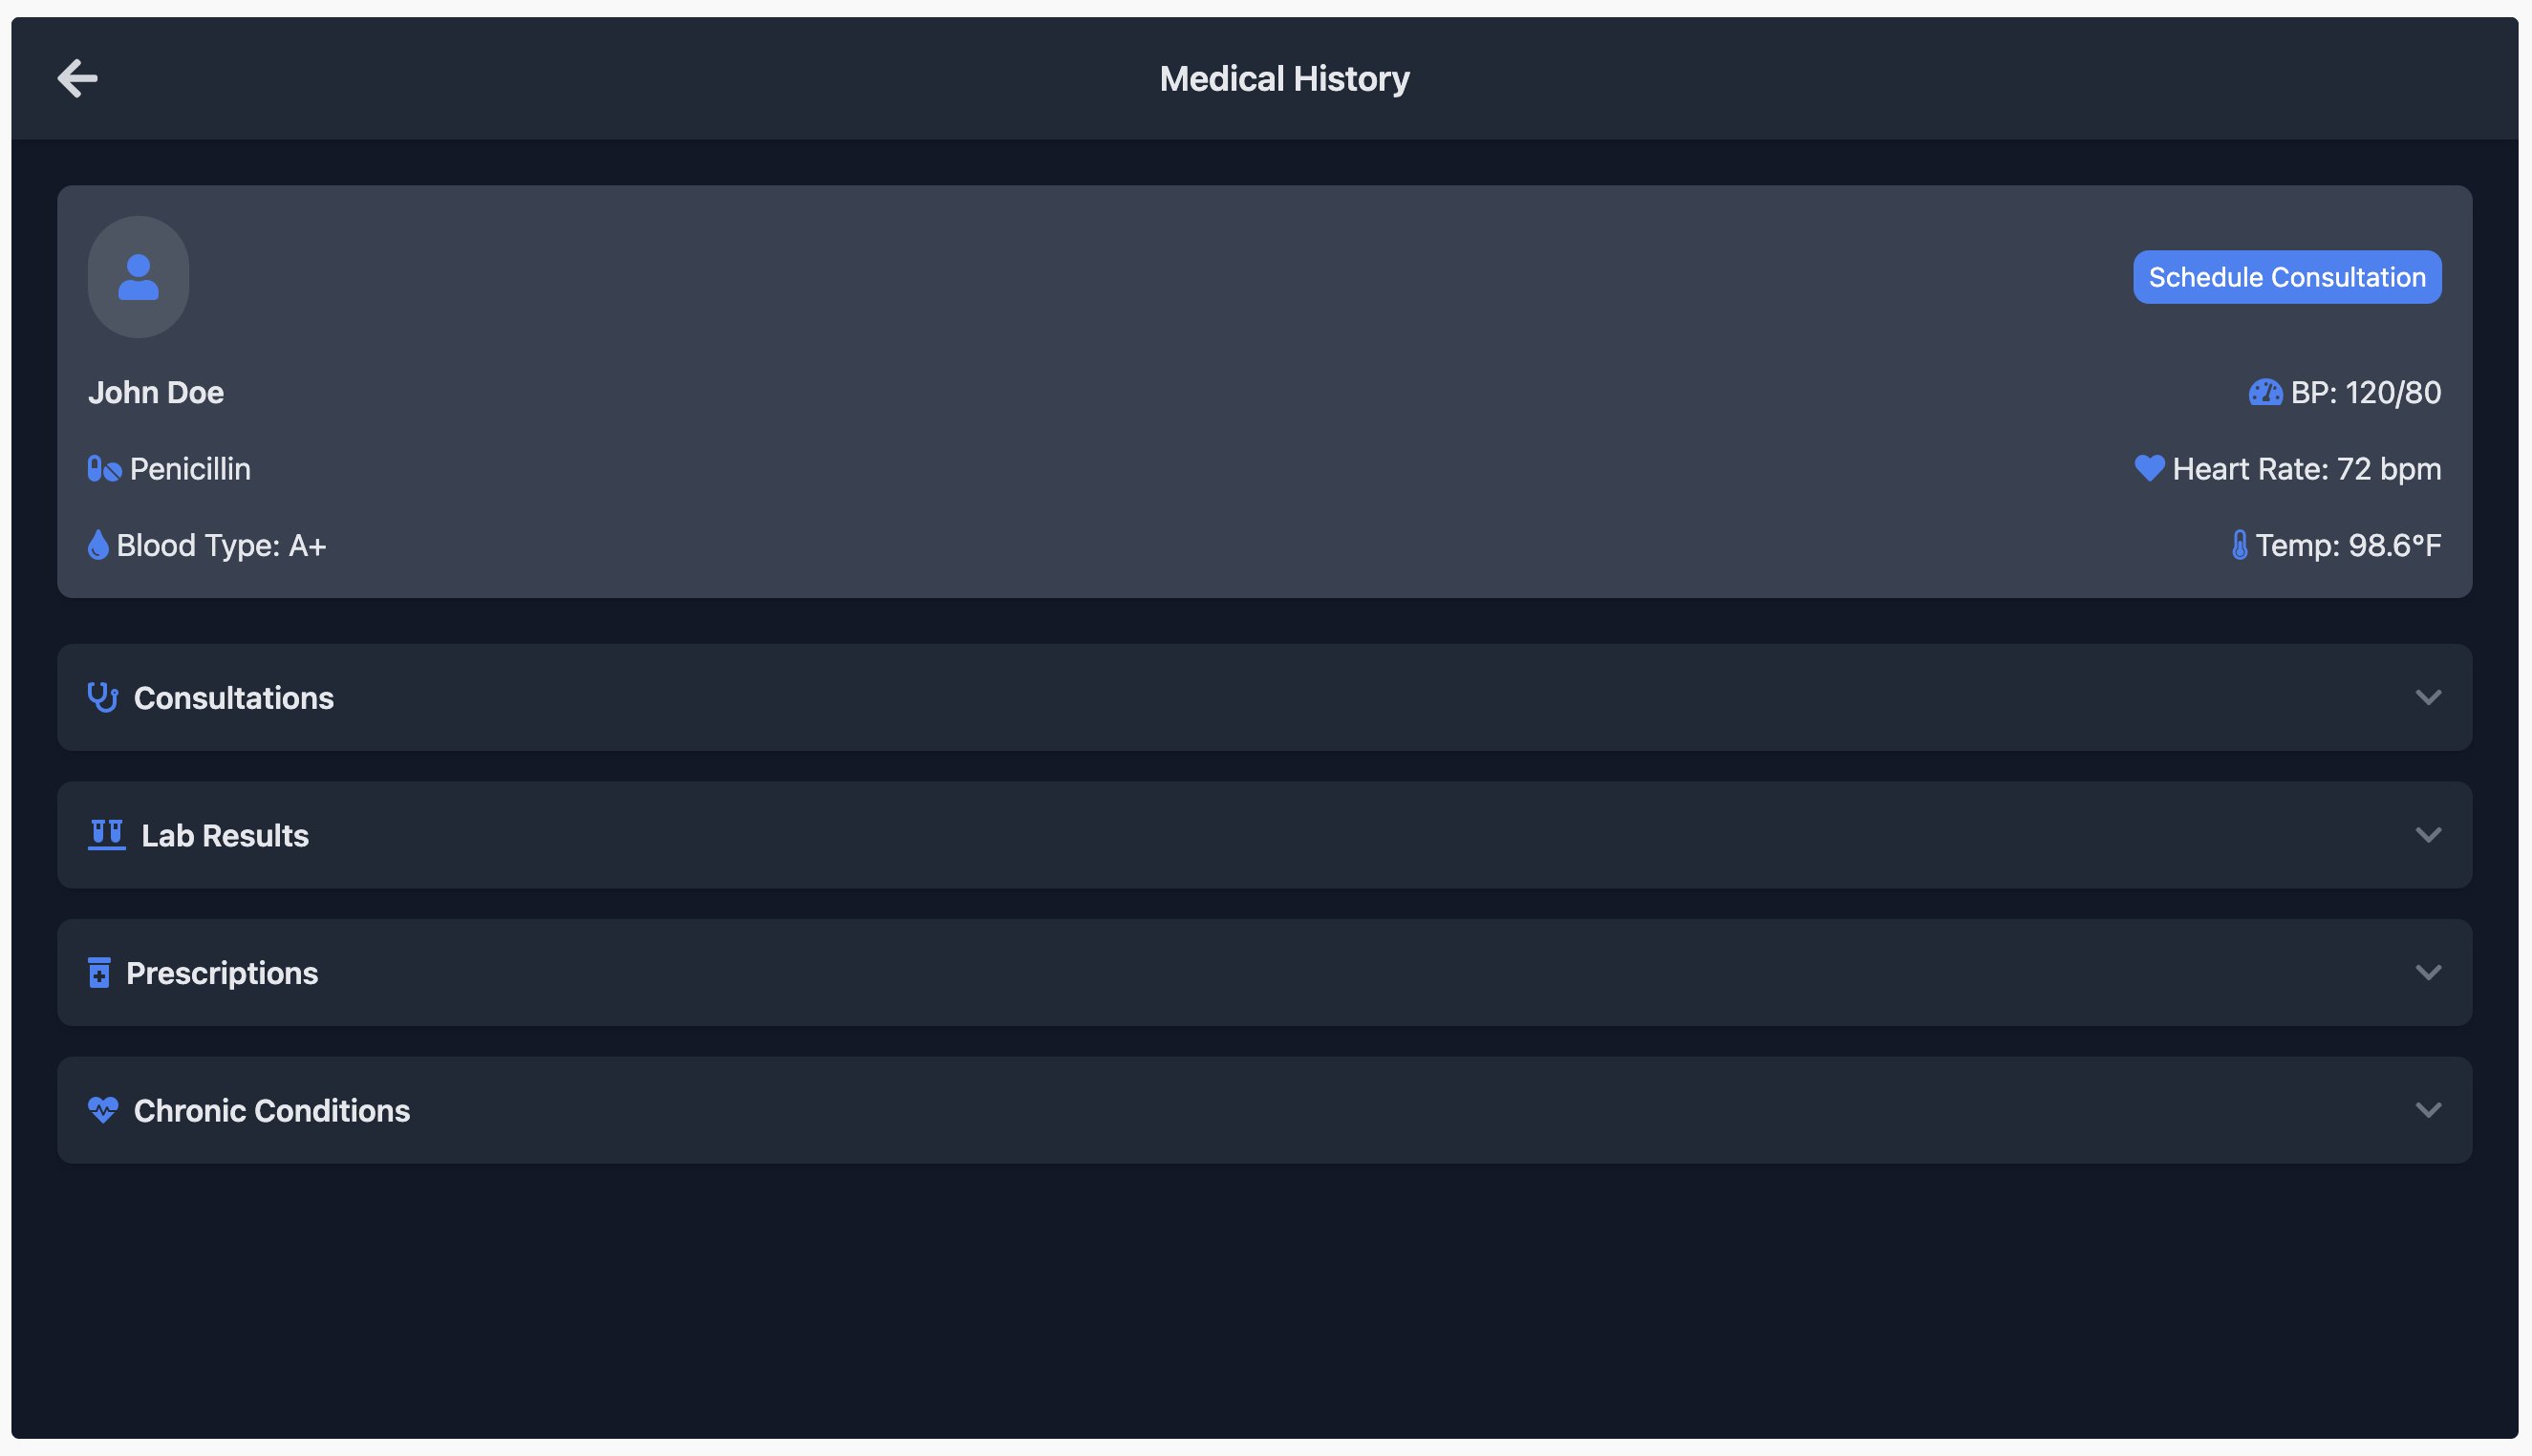 Medical History
Schedule Consultation
John Doe
BP: 120/80
Penicillin
Heart Rate: 72 bpm
Blood Type: A+
Temp: 98.6°F
Consultations
Lab Results
Prescriptions
Chronic Conditions